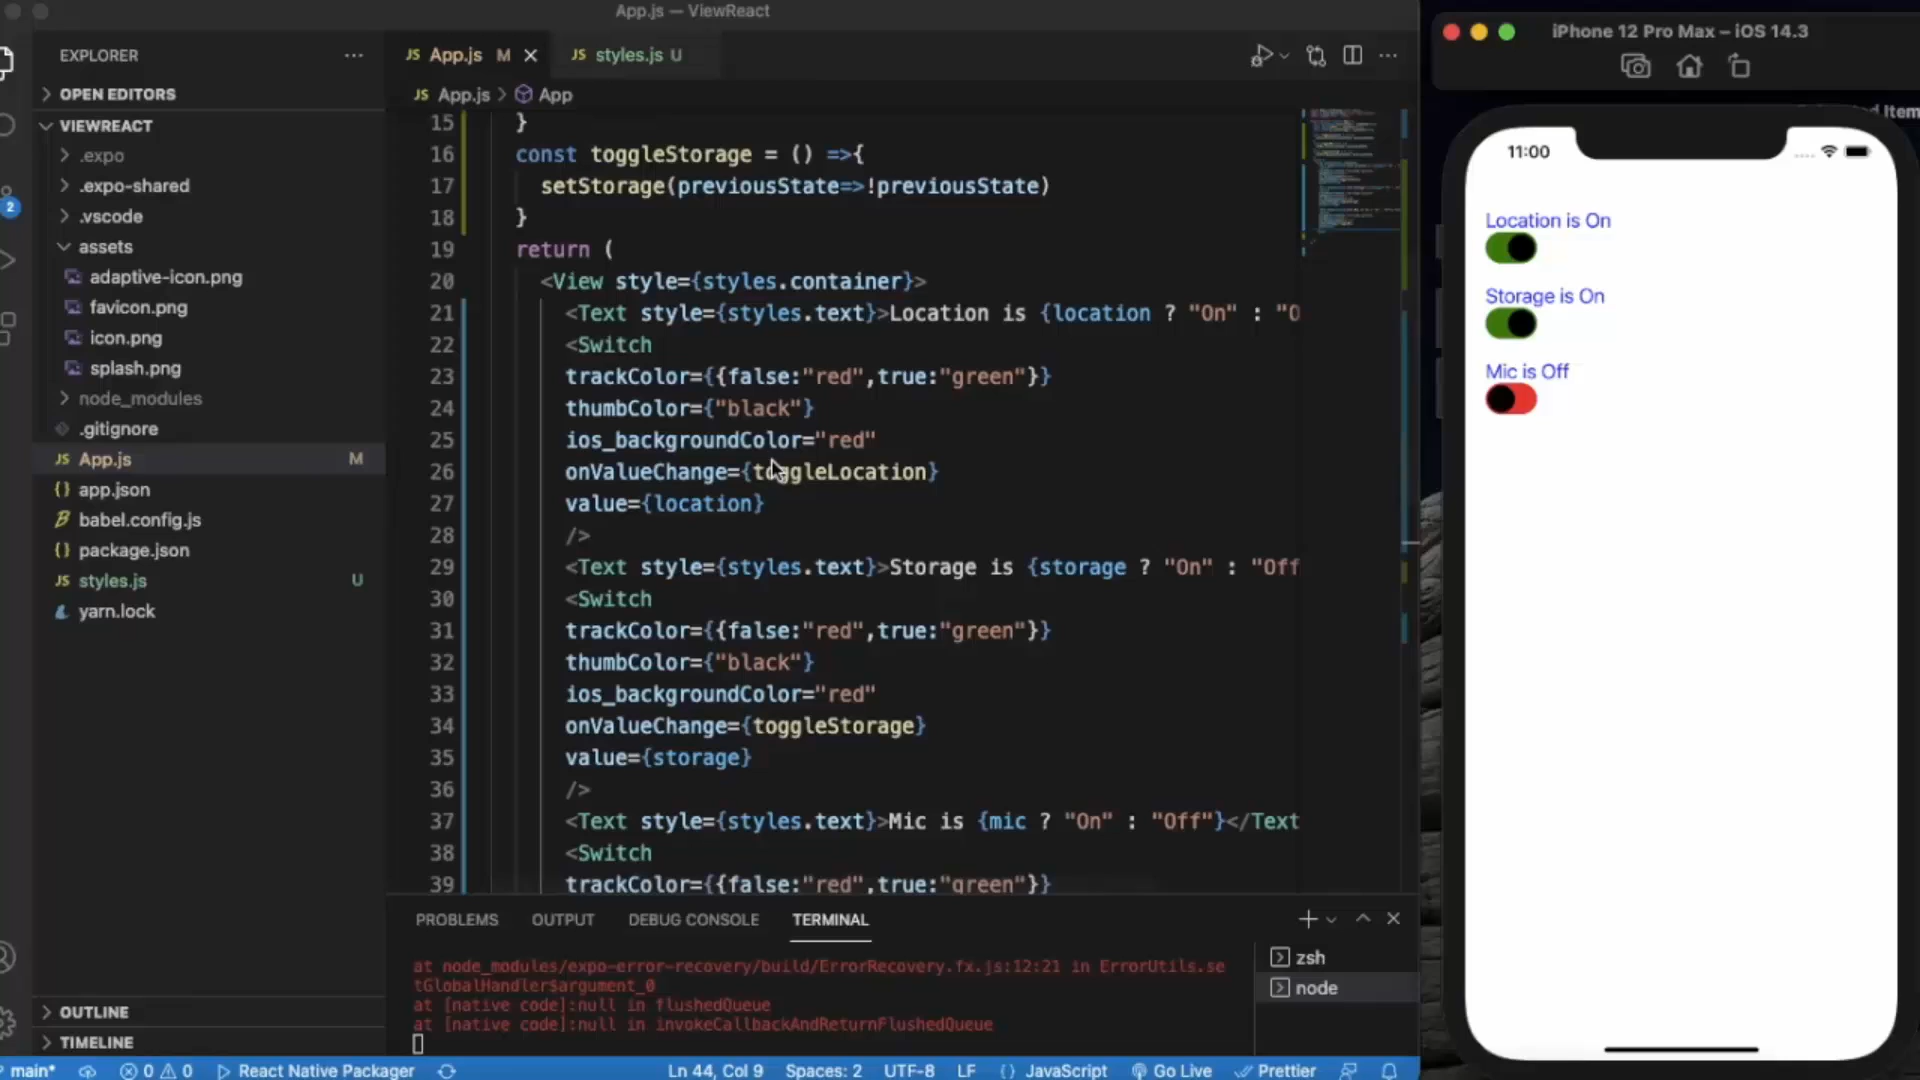 App.js — ViewReact
EXPLORER
OPEN EDITORS
VIEWREACT
.expo
.expo-shared
.vscode
assets
adaptive-icon.png
favicon.png
icon.png
splash.png
node_modules
.gitignore
JS App.js M
{} app.json
babel.config.js
{} package.json
JS styles.js U
yarn.lock
OUTLINE
TIMELINE
2
JS App.js M
JS styles.js U
JS App.js > App
15 }
16 const toggleStorage = () =>{
17 setStorage(previousState=>!previousState)
18 }
19 return (
20 <View style={styles.container}>
21 <Text style={styles.text}>Location is {location ? "On" : "O
22 <Switch
23 trackColor={{false:"red",true:"green"}}
24 thumbColor={"black"}
25 ios_backgroundColor="red"
26 onValueChange={toggleLocation}
27 value={location}
28 />
29 <Text style={styles.text}>Storage is {storage ? "On" : "Off
30 <Switch
31 trackColor={{false:"red",true:"green"}}
32 thumbColor={"black"}
33 ios_backgroundColor="red"
34 onValueChange={toggleStorage}
35 value={storage}
36 />
37 <Text style={styles.text}>Mic is {mic ? "On" : "Off"}</Text
38 <Switch
39 trackColor={{false:"red",true:"green"}}
PROBLEMS OUTPUT DEBUG CONSOLE TERMINAL
at node_modules/expo-error-recovery/build/ErrorRecovery.fx.js:12:21 in ErrorUtils.se
tGlobalHandler$argument_0
at [native code]:null in flushedQueue
at [native code]:null in invokeCallbackAndReturnFlushedQueue
zsh
node
main* 0 0 React Native Packager Ln 44, Col 9 Spaces: 2 UTF-8 LF {} JavaScript Go Live Prettier
iPhone 12 Pro Max – iOS 14.3
d Item
11:00
Location is On
Storage is On
Mic is Off